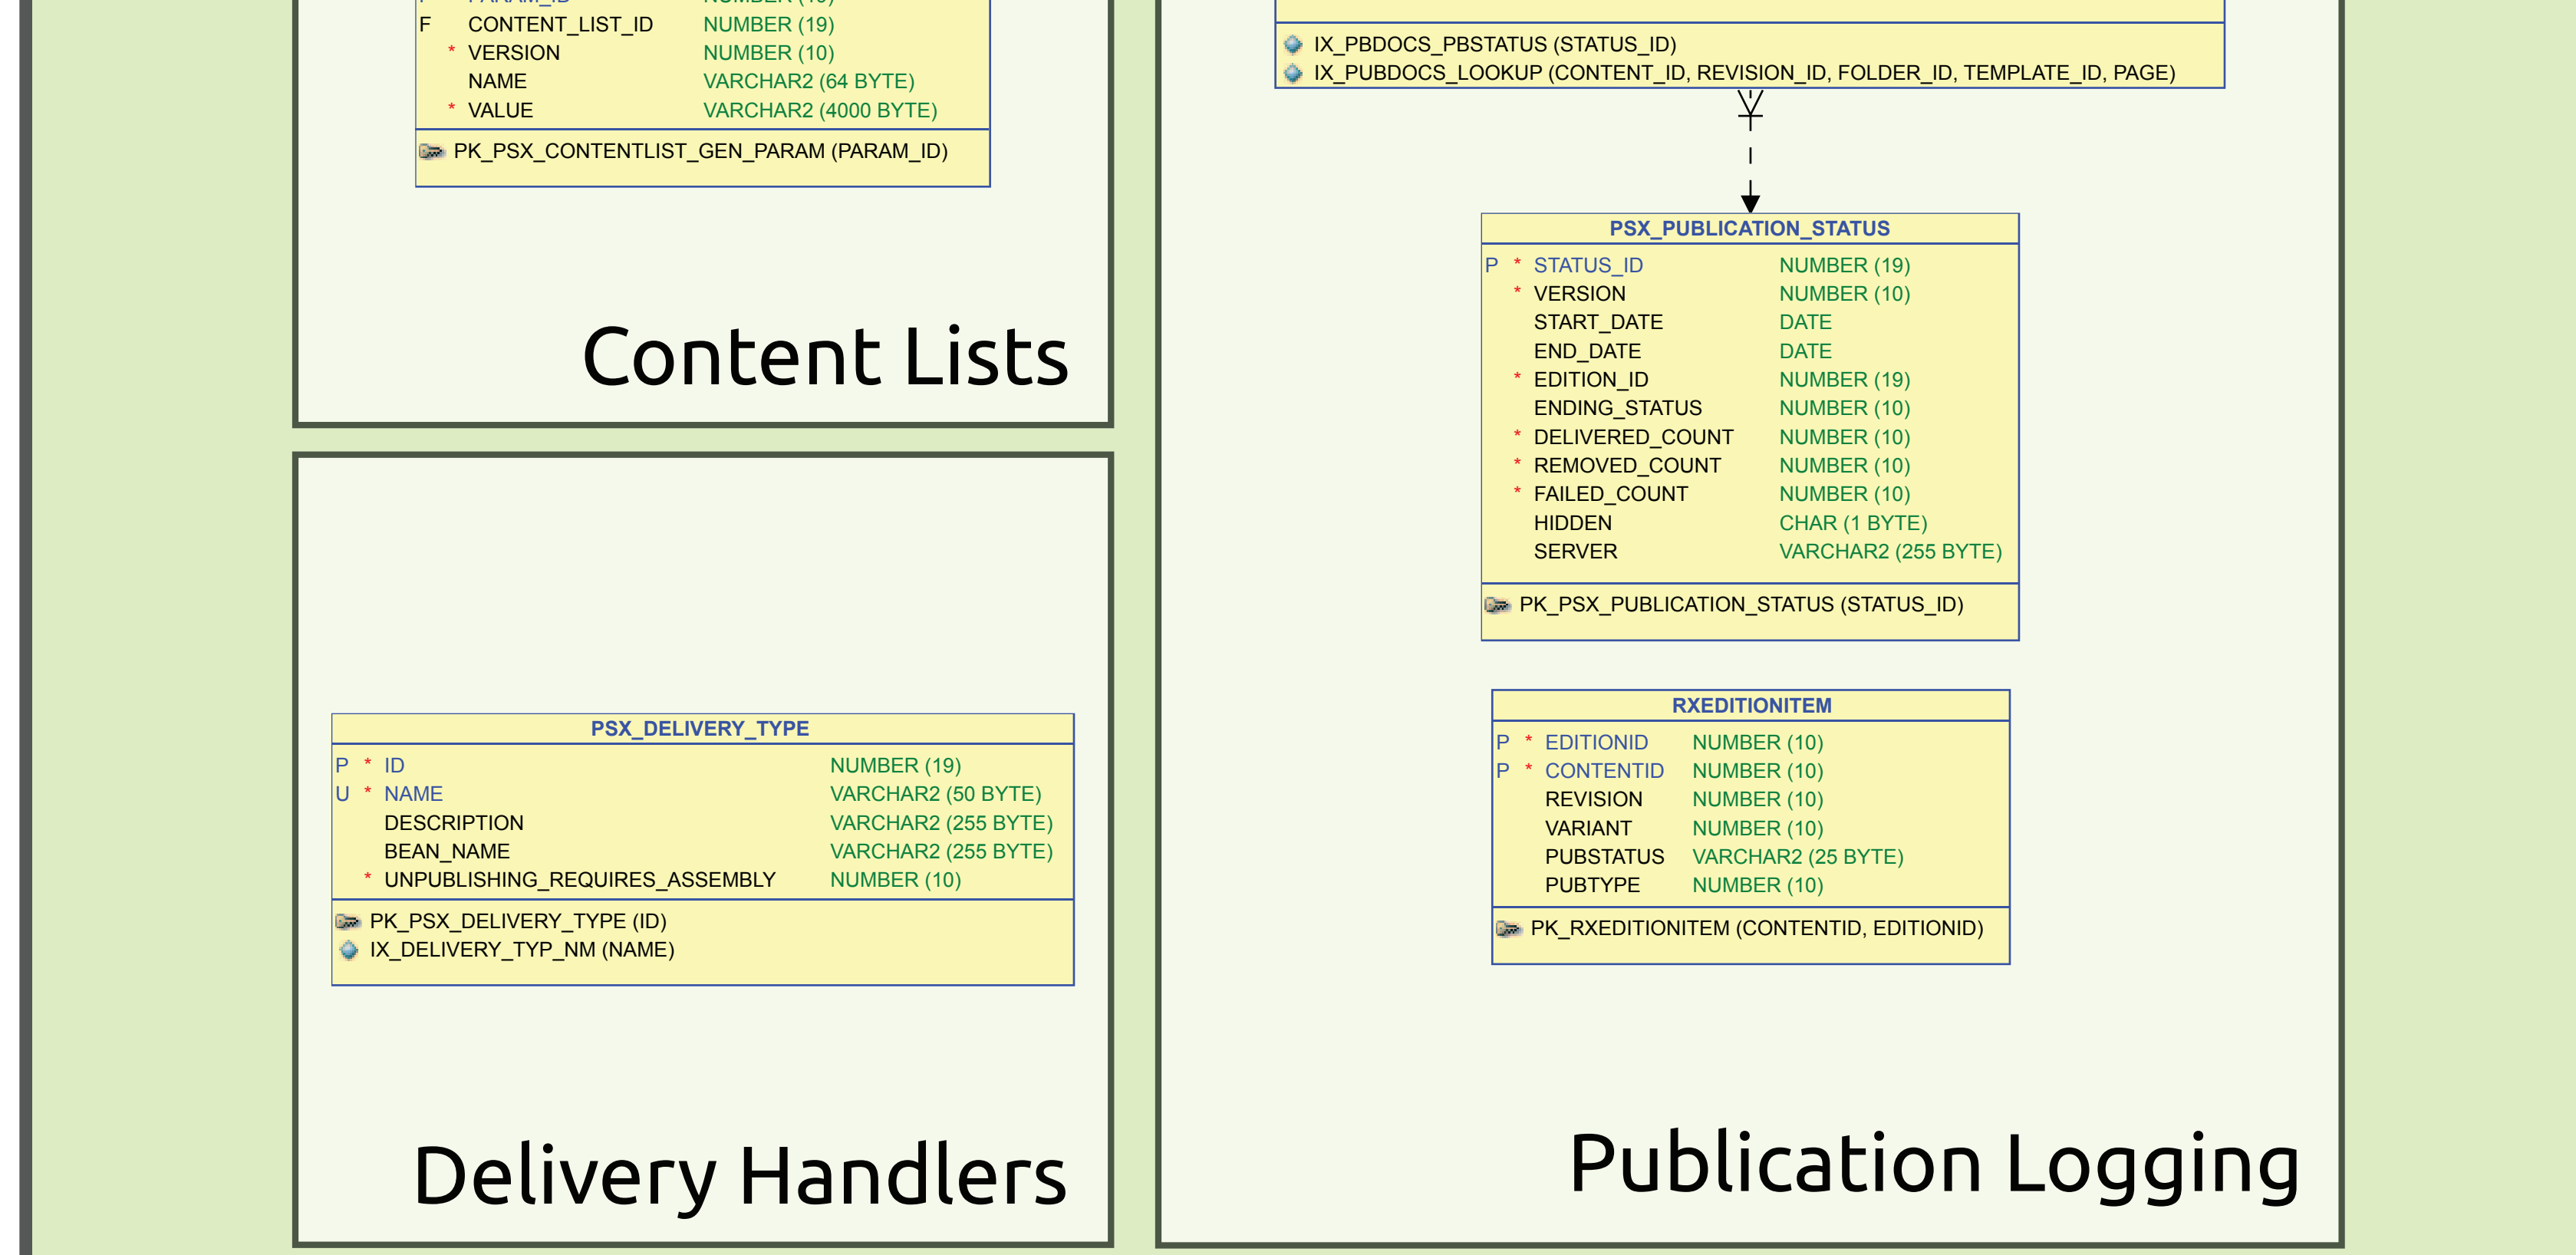 PARAM_ID NUMBER (19)
F CONTENT_LIST_ID NUMBER (19)
* VERSION NUMBER (10)
NAME VARCHAR2 (64 BYTE)
* VALUE VARCHAR2 (4000 BYTE)
PK_PSX_CONTENTLIST_GEN_PARAM (PARAM_ID)
Content Lists
PSX_DELIVERY_TYPE
P * ID NUMBER (19)
U * NAME VARCHAR2 (50 BYTE)
DESCRIPTION VARCHAR2 (255 BYTE)
BEAN_NAME VARCHAR2 (255 BYTE)
* UNPUBLISHING_REQUIRES_ASSEMBLY NUMBER (10)
PK_PSX_DELIVERY_TYPE (ID)
IX_DELIVERY_TYP_NM (NAME)
Delivery Handlers
IX_PBDOCS_PBSTATUS (STATUS_ID)
IX_PUBDOCS_LOOKUP (CONTENT_ID, REVISION_ID, FOLDER_ID, TEMPLATE_ID, PAGE)
PSX_PUBLICATION_STATUS
P * STATUS_ID NUMBER (19)
* VERSION NUMBER (10)
START_DATE DATE
END_DATE DATE
* EDITION_ID NUMBER (19)
ENDING_STATUS NUMBER (10)
* DELIVERED_COUNT NUMBER (10)
* REMOVED_COUNT NUMBER (10)
* FAILED_COUNT NUMBER (10)
HIDDEN CHAR (1 BYTE)
SERVER VARCHAR2 (255 BYTE)
PK_PSX_PUBLICATION_STATUS (STATUS_ID)
RXEDITIONITEM
P * EDITIONID NUMBER (10)
P * CONTENTID NUMBER (10)
REVISION NUMBER (10)
VARIANT NUMBER (10)
PUBSTATUS VARCHAR2 (25 BYTE)
PUBTYPE NUMBER (10)
PK_RXEDITIONITEM (CONTENTID, EDITIONID)
Publication Logging